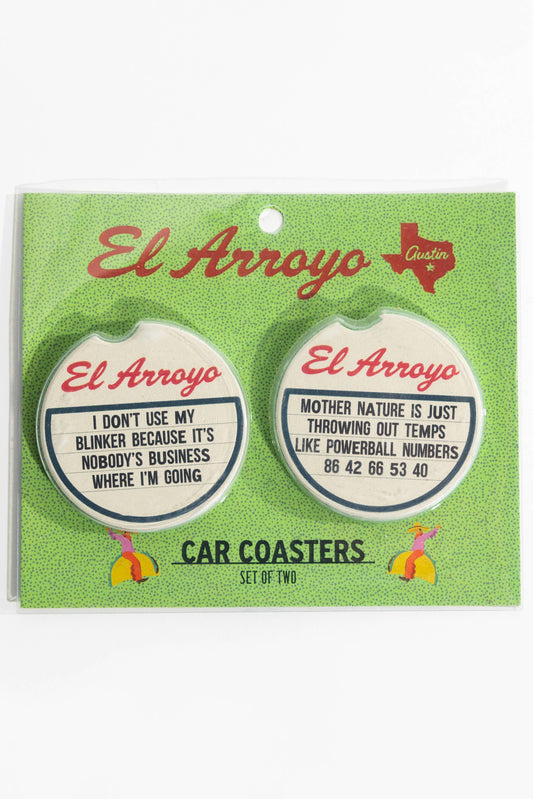 El Arroyo
Austin
El Arroyo
I DON'T USE MY
BLINKER BECAUSE IT'S
NOBODY'S BUSINESS
WHERE I'M GOING
El Arroyo
MOTHER NATURE IS JUST
THROWING OUT TEMPS
LIKE POWERBALL NUMBERS
86 42 66 53 40
CAR COASTERS
SET OF TWO